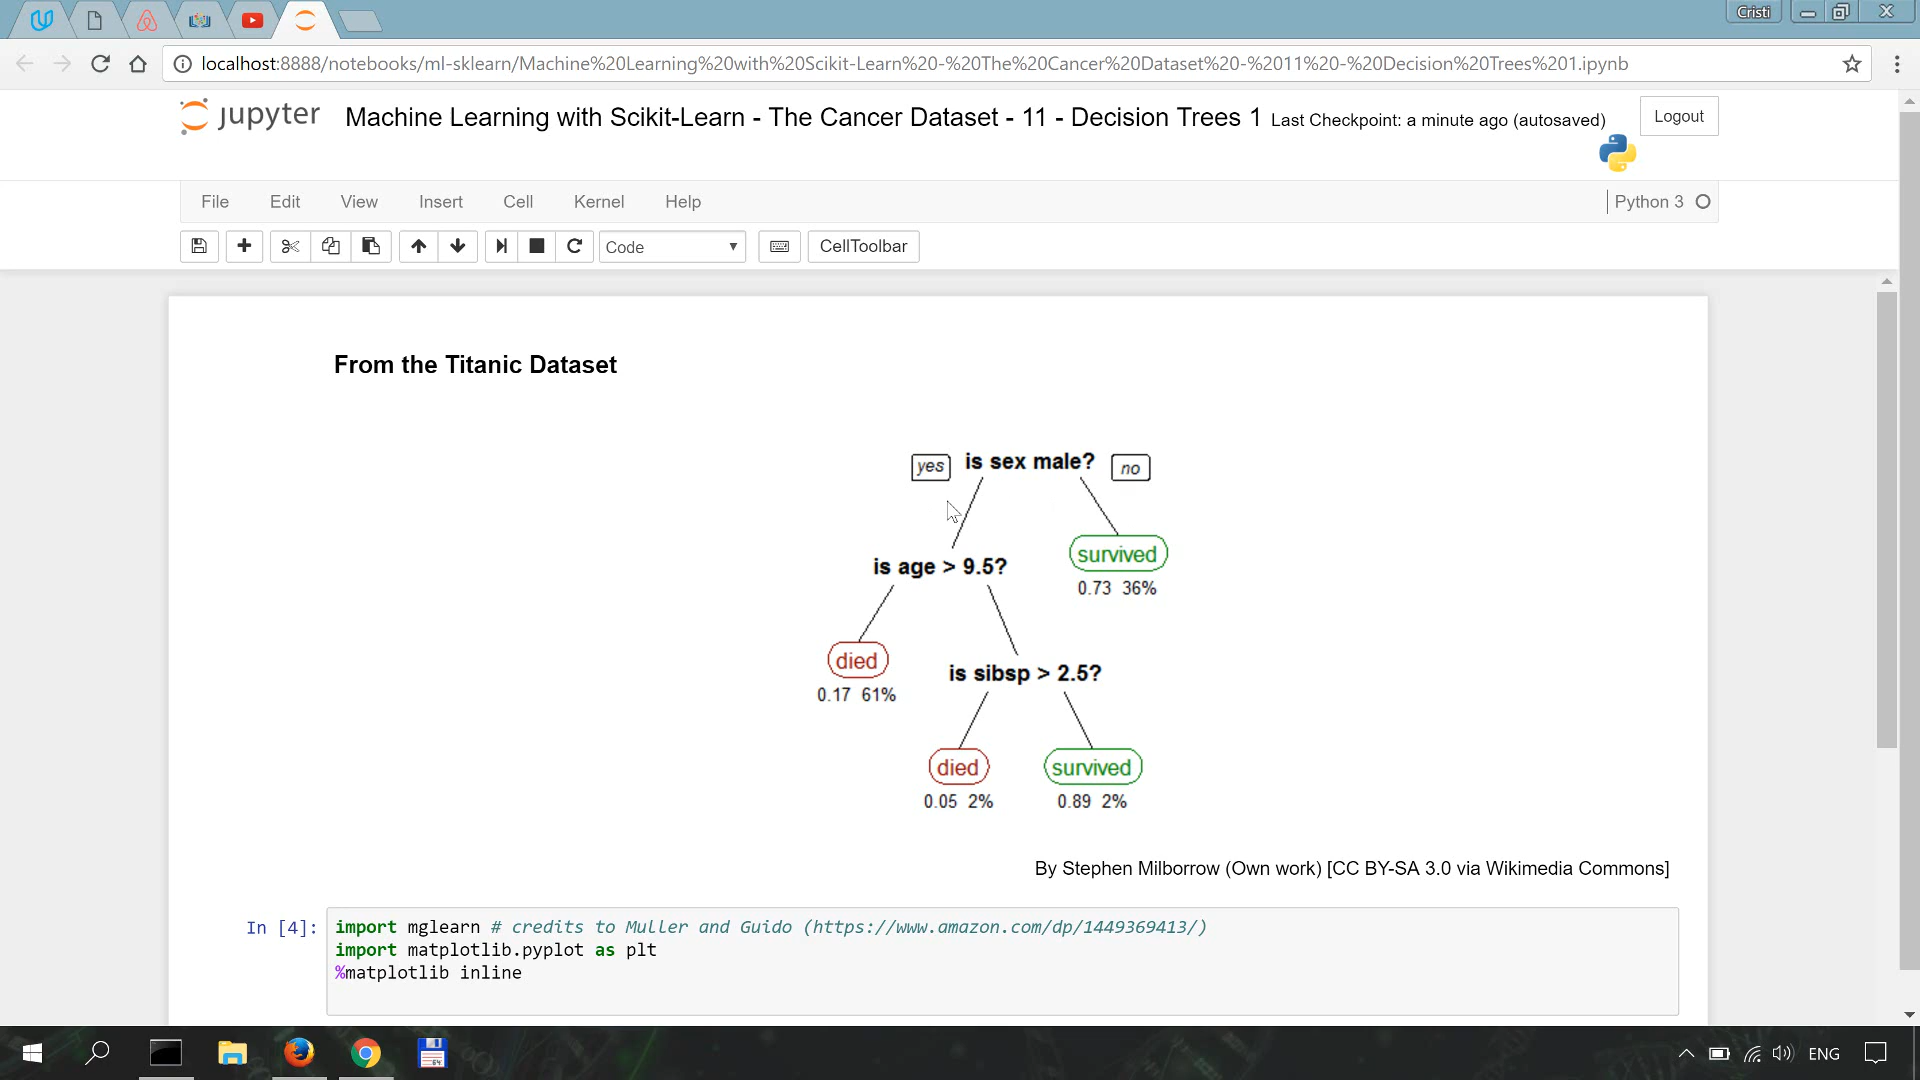 Cristi
localhost:8888/notebooks/ml-sklearn/Machine%20Learning%20with%20Scikit-Learn%20-%20The%20Cancer%20Dataset%20-%2011%20-%20Decision%20Trees%201.ipynb
jupyter Machine Learning with Scikit-Learn - The Cancer Dataset - 11 - Decision Trees 1 Last Checkpoint: a minute ago (autosaved) Logout
File Edit View Insert Cell Kernel Help Python 3
Code CellToolbar
From the Titanic Dataset
yes is sex male? no
is age > 9.5? survived
0.73 36%
died is sibsp > 2.5?
0.17 61%
died survived
0.05 2% 0.89 2%
By Stephen Milborrow (Own work) [CC BY-SA 3.0 via Wikimedia Commons]
In [4]: import mglearn # credits to Muller and Guido (https://www.amazon.com/dp/1449369413/)
import matplotlib.pyplot as plt
%matplotlib inline
64
ENG